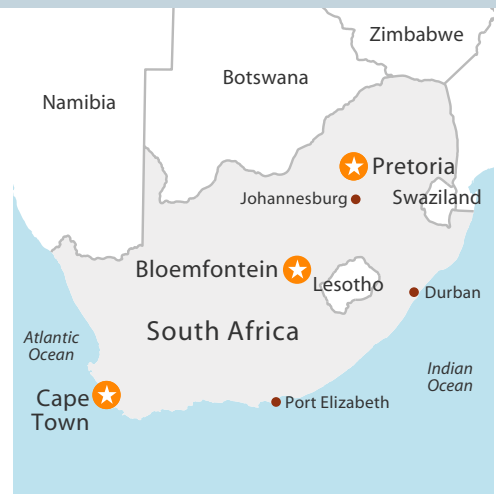 Zimbabwe
Botswana
Namibia
Pretoria
Johannesburg
Swaziland
Bloemfontein
Lesotho
Durban
South Africa
Atlantic
Ocean
Indian
Ocean
Cape
Town
Port Elizabeth